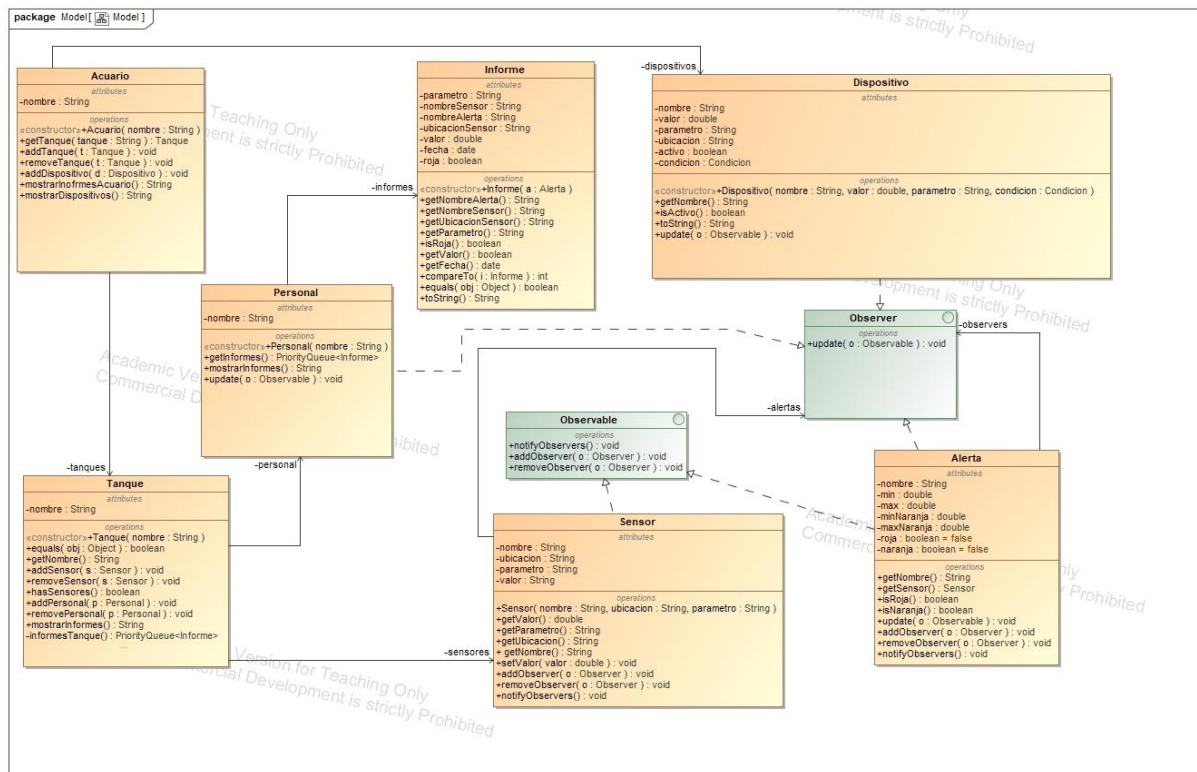 package Model [ Model ]
Acuario
attributes
-nombre : String
operations
«constructor»+Acuario( nombre : String )
+getTanque( tanque : String ) : Tanque
+addTanque( t : Tanque ) : void
+removeTanque( t : Tanque ) : void
+addDispositivo( d : Dispositivo ) : void
+mostrarInofrmesAcuario() : String
+mostrarDispositivos() : String
Informe
attributes
-parametro : String
-nombreSensor : String
-nombreAlerta : String
-ubicacionSensor : String
-valor : double
-fecha : date
-roja : boolean
operations
«constructor»+Informe( a : Alerta )
+getNombreAlerta() : String
+getNombreSensor() : String
+getUbicacionSensor() : String
+getParametro() : String
+isRoja() : boolean
+getValor() : boolean
+getFecha() : date
+compareTo( i : Informe ) : int
+equals( obj : Object ) : boolean
+toString() : String
-dispositivos
Dispositivo
attributes
-nombre : String
-valor : double
-parametro : String
-ubicacion : String
-activo : boolean
-condicion : Condicion
operations
«constructor»+Dispositivo( nombre : String, valor : double, parametro : String, condicion : Condicion )
+getNombre() : String
+isActivo() : boolean
+toString() : String
+update( o : Observable ) : void
-informes
Personal
attributes
-nombre : String
operations
«constructor»+Personal( nombre : String )
+getInformes() : PriorityQueue<Informe>
+mostrarInformes() : String
+update( o : Observable ) : void
Observer
operations
+update( o : Observable ) : void
-observers
-alertas
Observable
operations
+notifyObservers() : void
+addObserver( o : Observer ) : void
+removeObserver( o : Observer ) : void
-tanques
-personal
Tanque
attributes
-nombre : String
operations
«constructor»+Tanque( nombre : String )
+equals( obj : Object ) : boolean
+getNombre() : String
+addSensor( s : Sensor ) : void
+removeSensor( s : Sensor ) : void
+hasSensores() : boolean
+addPersonal( p : Personal ) : void
+removePersonal( p : Personal ) : void
+mostrarInformes() : String
-informesTanque() : PriorityQueue<Informe>
...
-sensores
Sensor
attributes
-nombre : String
-ubicacion : String
-parametro : String
-valor : String
operations
+Sensor( nombre : String, ubicacion : String, parametro : String )
+getValor() : double
+getParametro() : String
+getUbicacion() : String
+ getNombre() : String
+setValor( valor : double ) : void
+addObserver( o : Observer ) : void
+removeObserver( o : Observer ) : void
+notifyObservers() : void
Alerta
attributes
-nombre : String
-min : double
-max : double
-minNaranja : double
-maxNaranja : double
-roja : boolean = false
-naranja : boolean = false
operations
+getNombre() : String
+getSensor() : Sensor
+isRoja() : boolean
+isNaranja() : boolean
+update( o : Observable ) : void
+addObserver( o : Observer ) : void
+removeObserver( o : Observer ) : void
+notifyObservers() : void
Teaching Only
is strictly Prohibited
Version for Teaching Only
Development is strictly Prohibited